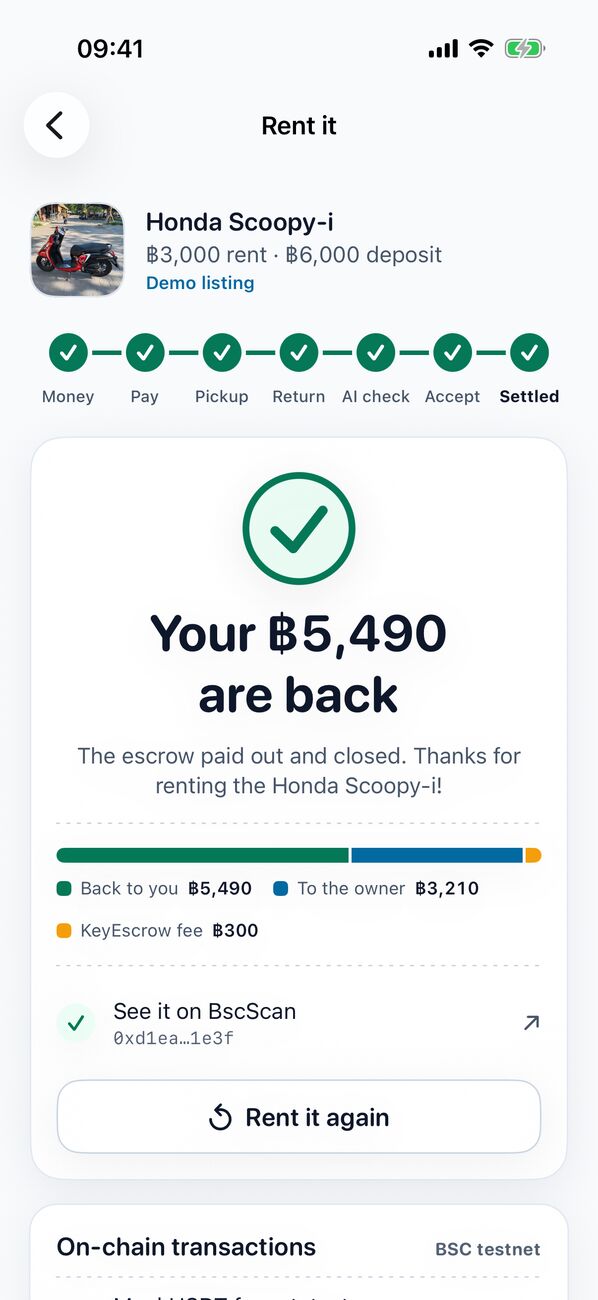 09:41
Rent it
Honda Scoopy-i
฿3,000 rent · ฿6,000 deposit
Demo listing
Money Pay Pickup Return AI check Accept Settled
Your ฿5,490
are back
The escrow paid out and closed. Thanks for
renting the Honda Scoopy-i!
Back to you ฿5,490 To the owner ฿3,210
KeyEscrow fee ฿300
See it on BscScan
0xd1ea…1e3f
Rent it again
On-chain transactions BSC testnet